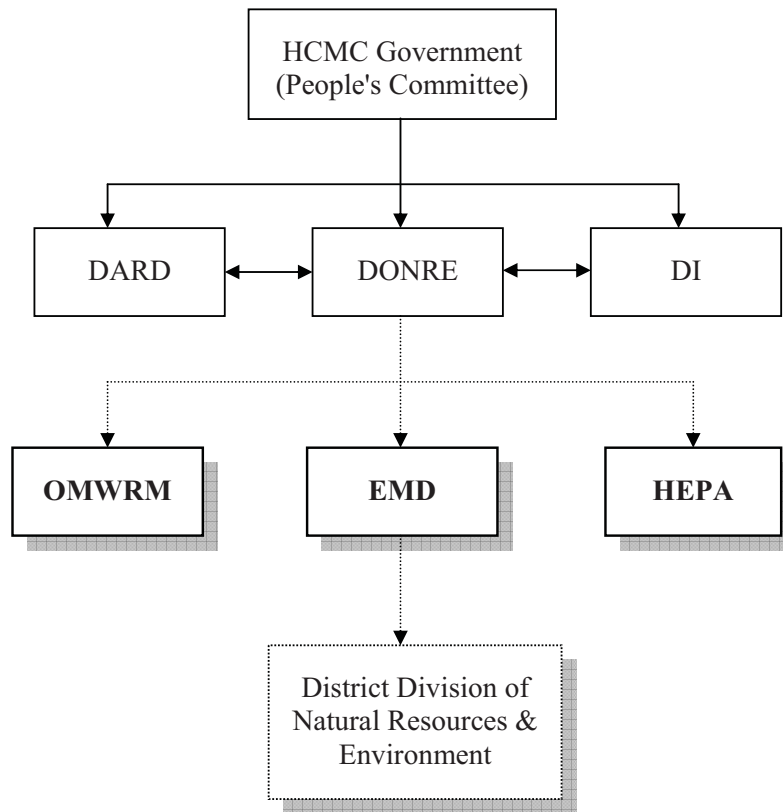 HCMC Government
(People's Committee)
DARD
DONRE
DI
OMWRM
EMD
HEPA
District Division of
Natural Resources &
Environment